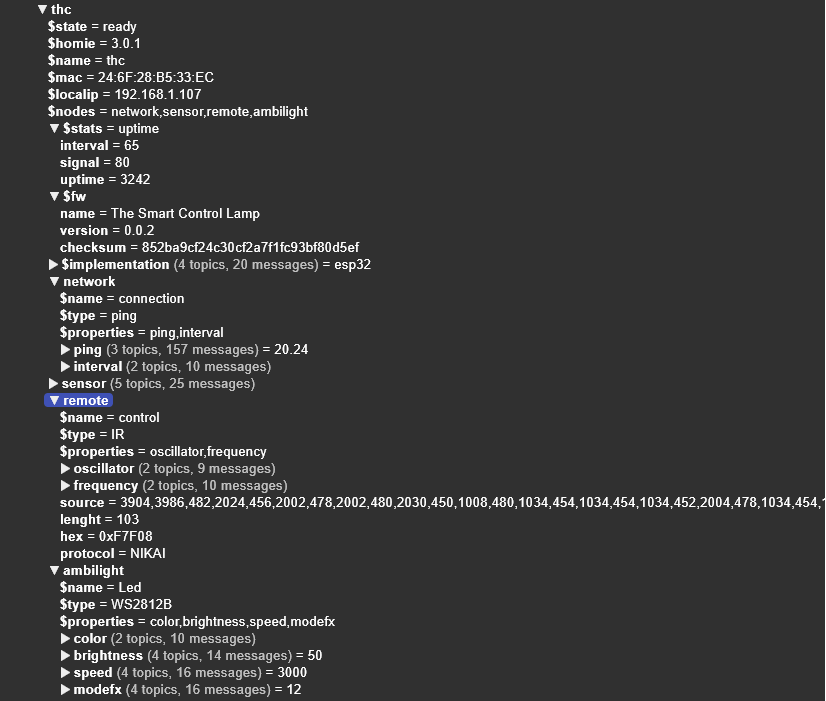 ▼ thc
$state = ready
$homie = 3.0.1
$name = thc
$mac = 24:6F:28:B5:33:EC
$localip = 192.168.1.107
$nodes = network,sensor,remote,ambilight
▼ $stats = uptime
interval = 65
signal = 80
uptime = 3242
▼ $fw
name = The Smart Control Lamp
version = 0.0.2
checksum = 852ba9cf24c30cf2a7f1fc93bf80d5ef
▶ $implementation (4 topics, 20 messages) = esp32
▼ network
$name = connection
$type = ping
$properties = ping,interval
▶ ping (3 topics, 157 messages) = 20.24
▶ interval (2 topics, 10 messages)
▶ sensor (5 topics, 25 messages)
▼ remote
$name = control
$type = IR
$properties = oscillator,frequency
▶ oscillator (2 topics, 9 messages)
▶ frequency (2 topics, 10 messages)
source = 3904,3986,482,2024,456,2002,478,2002,480,2030,450,1008,480,1034,454,1034,454,1034,452,2004,478,1034,454,1
lenght = 103
hex = 0xF7F08
protocol = NIKAI
▼ ambilight
$name = Led
$type = WS2812B
$properties = color,brightness,speed,modefx
▶ color (2 topics, 10 messages)
▶ brightness (4 topics, 14 messages) = 50
▶ speed (4 topics, 16 messages) = 3000
▶ modefx (4 topics, 16 messages) = 12